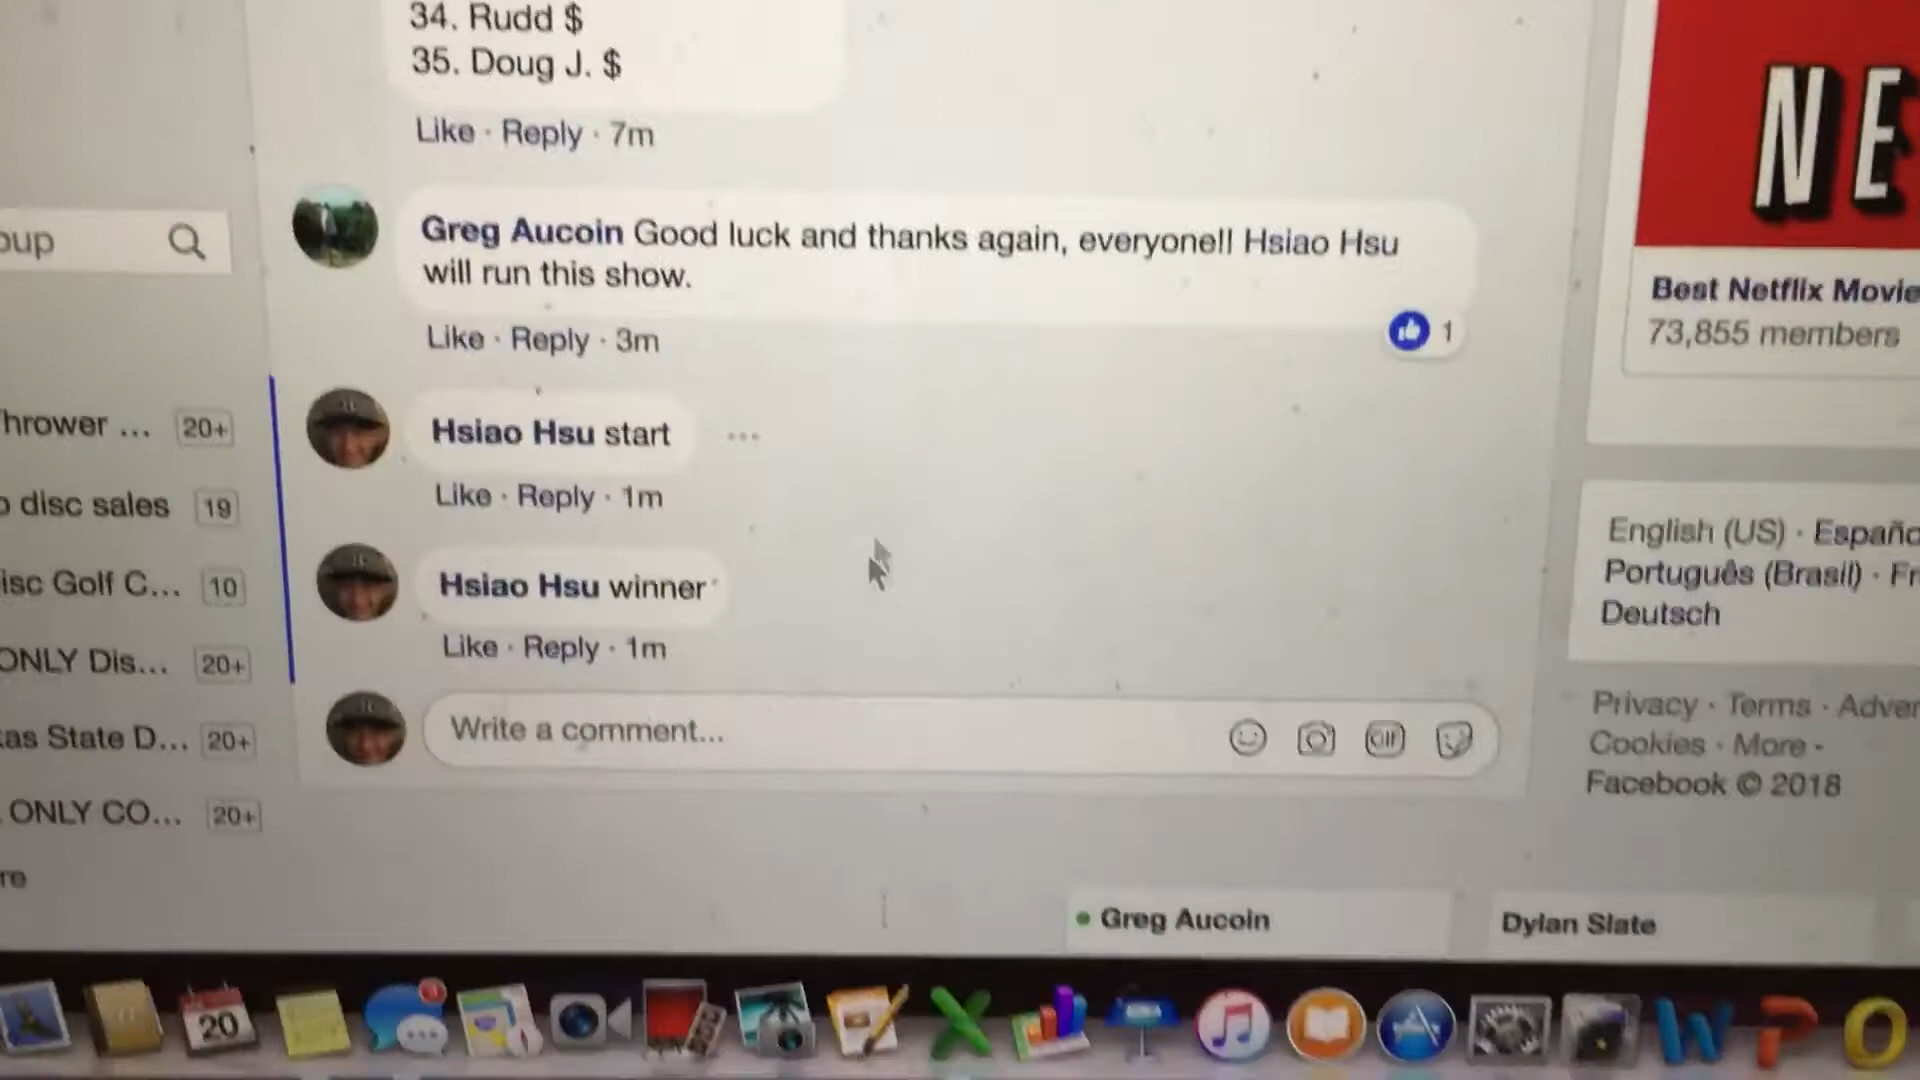 34. Rudd $
35. Doug J. $
Like · Reply · 7m
Greg Aucoin Good luck and thanks again, everyone!! Hsiao Hsu
will run this show.
Like · Reply · 3m
1
Hsiao Hsu start
Like · Reply · 1m
Hsiao Hsu winner
Like · Reply · 1m
Write a comment...
GIF
oup
hrower ... 20+
o disc sales 19
isc Golf C... 10
ONLY Dis... 20+
as State D... 20+
ONLY CO... 20+
re
NE
Best Netflix Movie
73,855 members
English (US) · Españo
Português (Brasil) · Fr
Deutsch
Privacy · Terms · Adver
Cookies · More
Facebook © 2018
Greg Aucoin
Dylan Slate
20
3
W P O